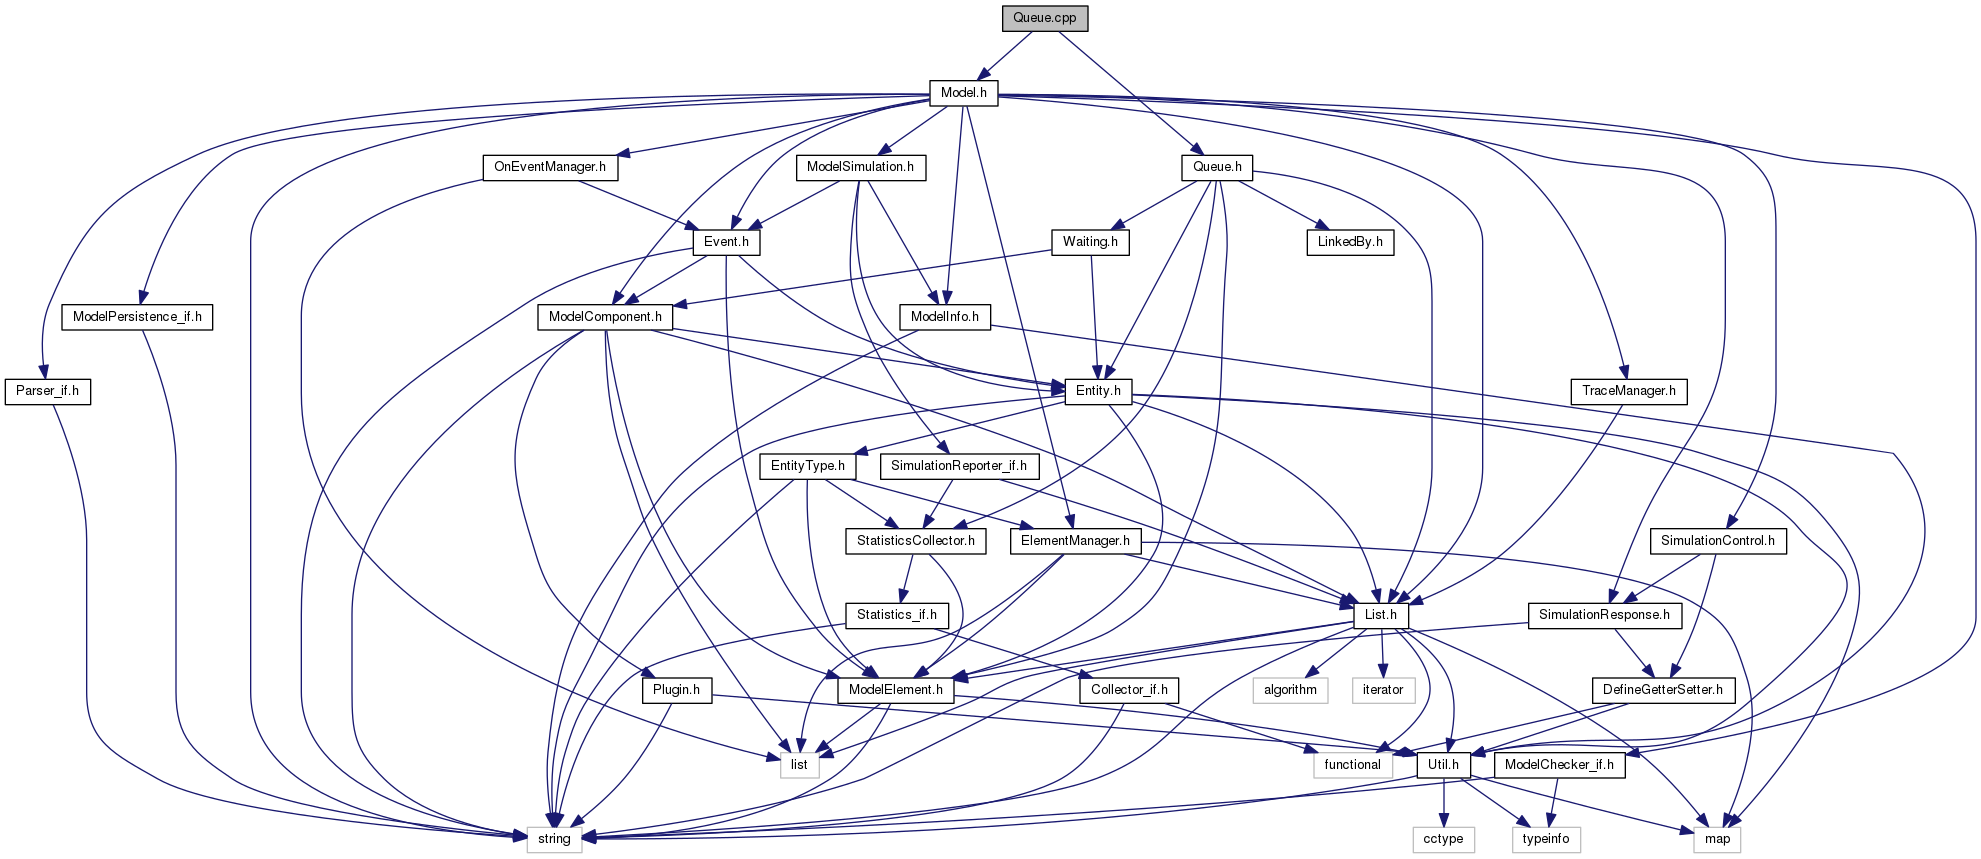 Queue.cpp
Model.h
OnEventManager.h
ModelSimulation.h
Queue.h
Event.h
Waiting.h
LinkedBy.h
ModelPersistence_if.h
ModelComponent.h
ModelInfo.h
Parser_if.h
Entity.h
TraceManager.h
EntityType.h
SimulationReporter_if.h
StatisticsCollector.h
ElementManager.h
SimulationControl.h
Statistics_if.h
List.h
SimulationResponse.h
Plugin.h
ModelElement.h
Collector_if.h
algorithm
iterator
DefineGetterSetter.h
list
functional
Util.h
ModelChecker_if.h
string
cctype
typeinfo
map